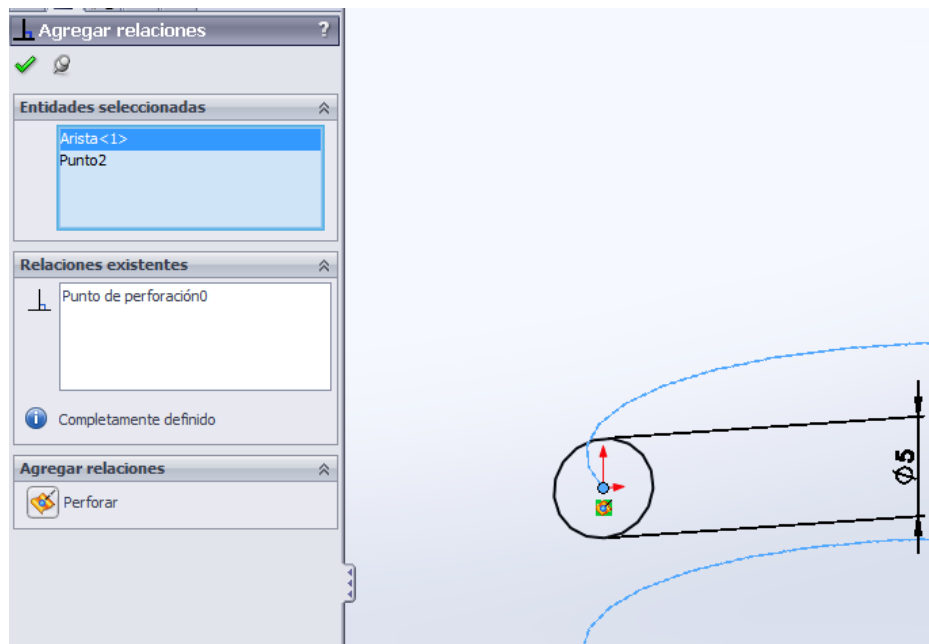 Agregar relaciones ?
Entidades seleccionadas
Arista<1>
Punto2
Relaciones existentes
Punto de perforación0
Completamente definido
Agregar relaciones
Perforar
Ø5